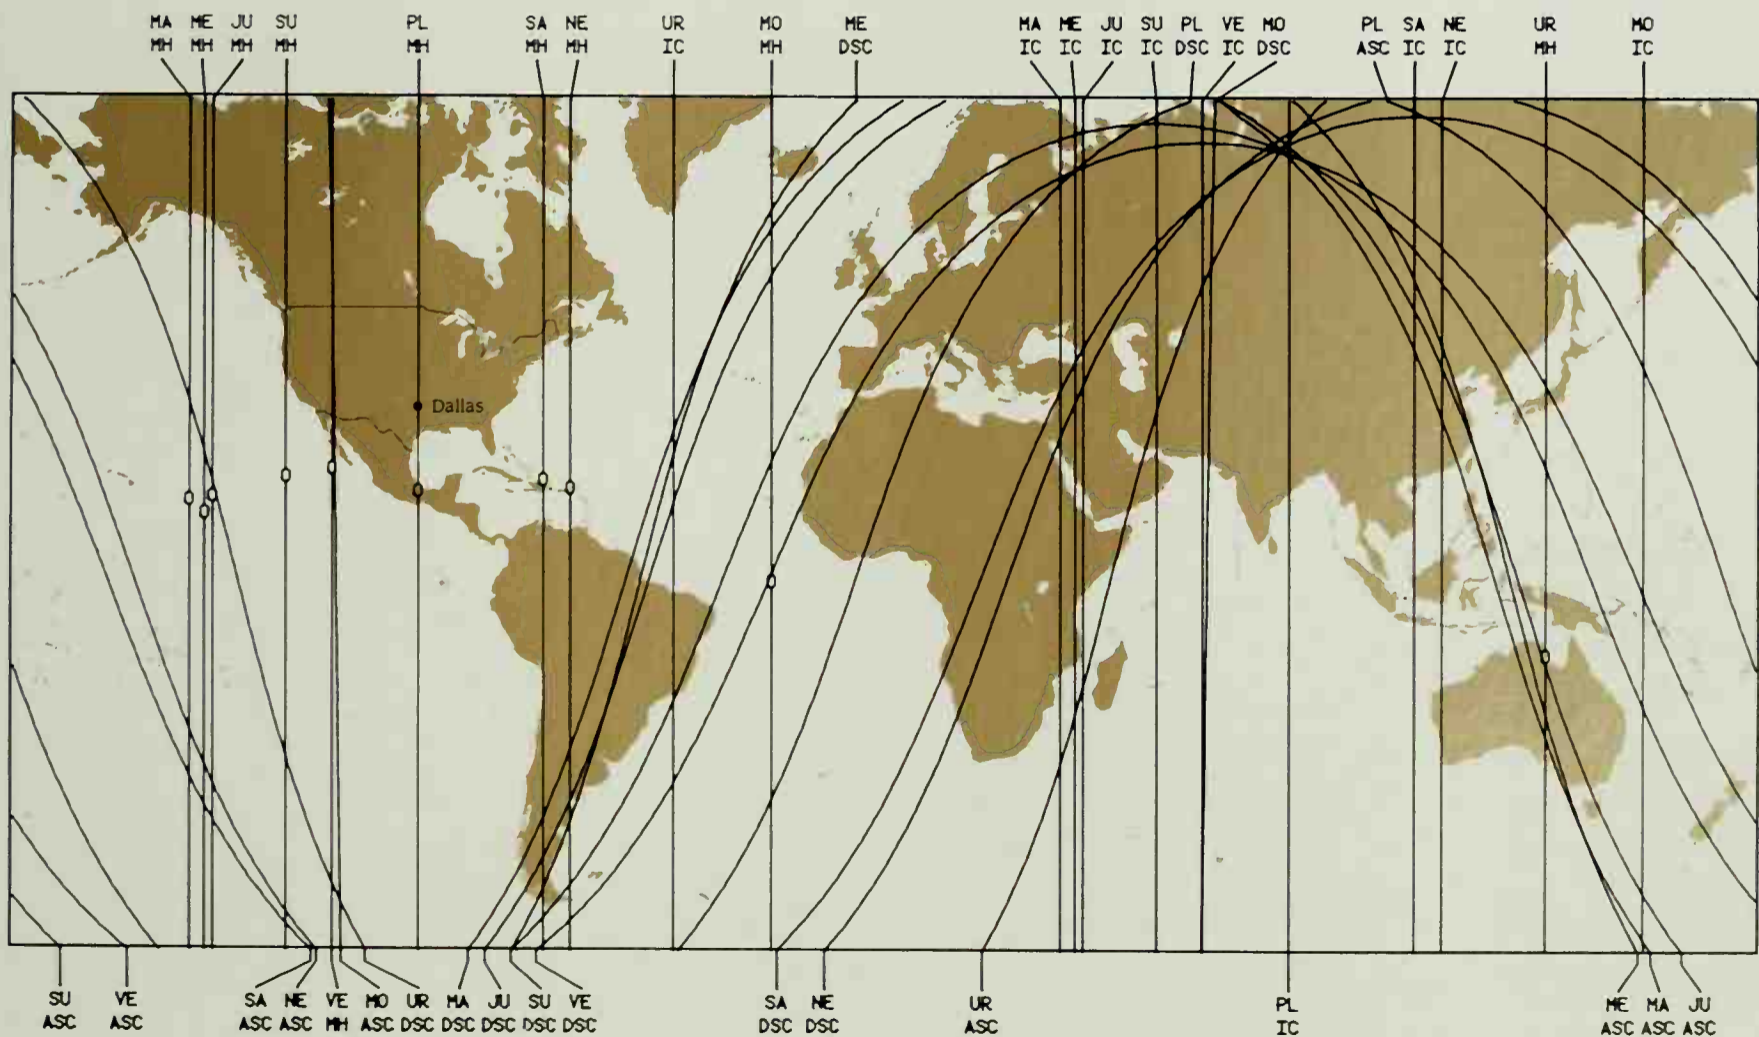 MA ME JU SU PL SA NE UR MO ME MA ME JU SU PL VE MO PL SA NE UR MO
MH MH MH MH MH MH MH IC MH DSC IC IC IC IC DSC IC DSC ASC IC IC MH IC
Dallas
SU VE SA NE VE MO UR MA JU SU VE SA NE UR PL ME MA JU
ASC ASC ASC ASC MH ASC DSC DSC DSC DSC DSC DSC DSC ASC IC ASC ASC ASC